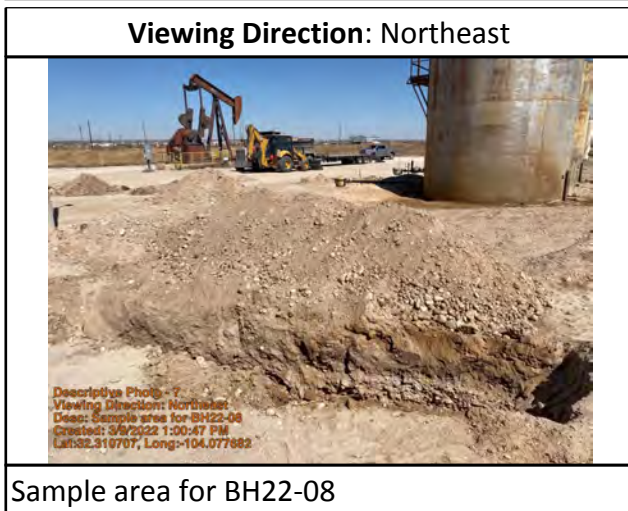 Viewing Direction: Northeast
Descriptive Photo - 7
Viewing Direction: Northeast
Desc: Sample area for BH22-08
Created: 3/9/2022 1:00:47 PM
Lat:32.310707, Long:-104.077682
Sample area for BH22-08